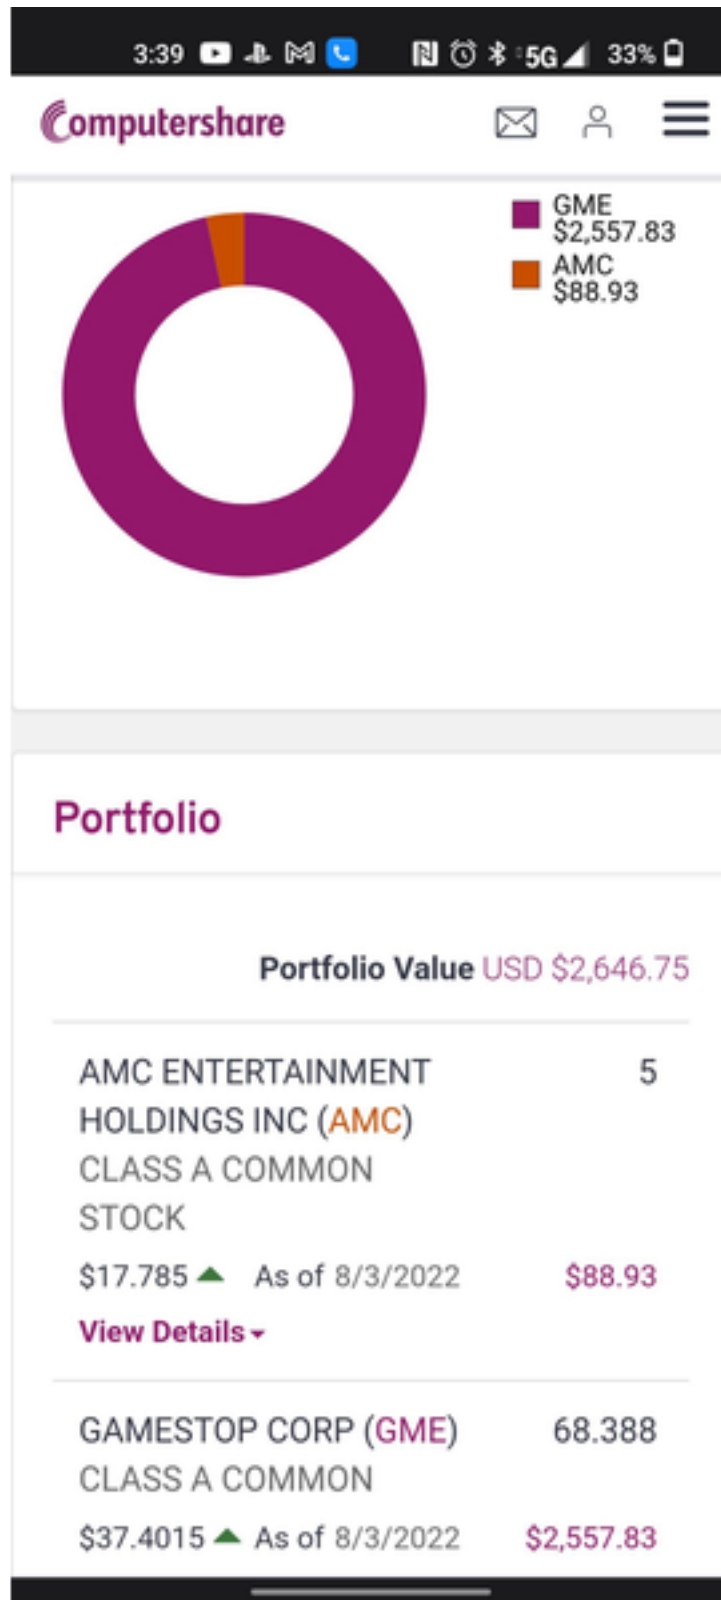 3:39 5G 33%
Computershare
GME
$2,557.83
AMC
$88.93
Portfolio
Portfolio Value USD $2,646.75
AMC ENTERTAINMENT 5
HOLDINGS INC (AMC)
CLASS A COMMON
STOCK
$17.785 As of 8/3/2022 $88.93
View Details
GAMESTOP CORP (GME) 68.388
CLASS A COMMON
$37.4015 As of 8/3/2022 $2,557.83